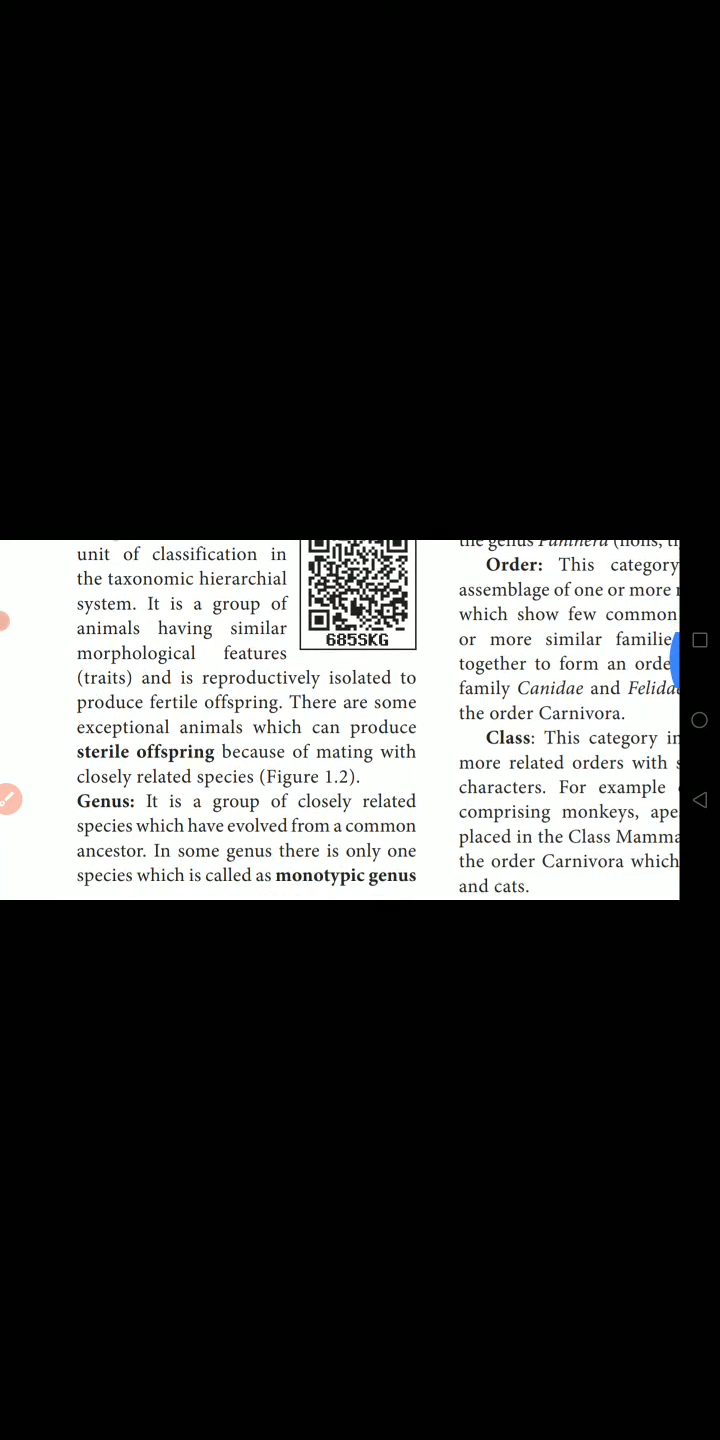 unit of classification in
the taxonomic hierarchial
system. It is a group of
animals having similar
morphological features
(traits) and is reproductively isolated to
produce fertile offspring. There are some
exceptional animals which can produce
sterile offspring because of mating with
closely related species (Figure 1.2).
Genus: It is a group of closely related
species which have evolved from a common
ancestor. In some genus there is only one
species which is called as monotypic genus
685SKG
the genus Panthera (lions,
Order: This category
assemblage of one or more
which show few common
or more similar familie
together to form an orde
family Canidae and Felidae
the order Carnivora.
Class: This category in
more related orders with
characters. For example
comprising monkeys, ape
placed in the Class Mamma
the order Carnivora which
and cats.